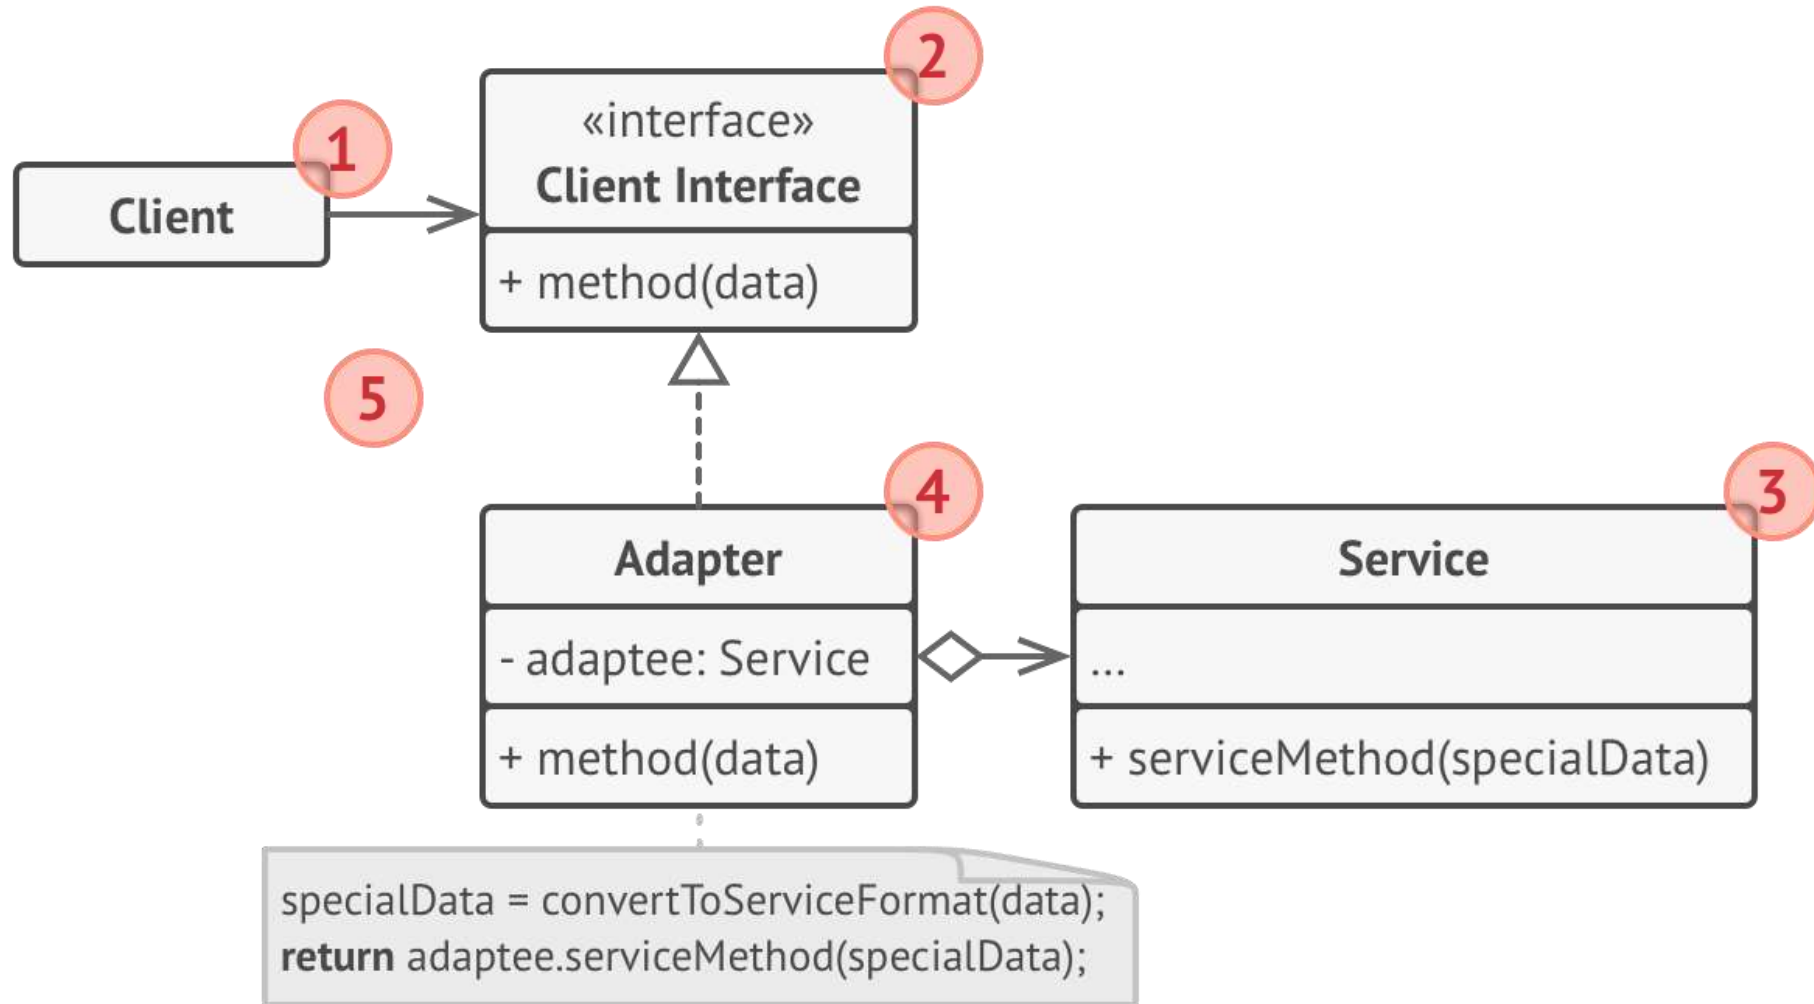 1
Client
2
«interface»
Client Interface
+ method(data)
5
4
Adapter
- adaptee: Service
+ method(data)
3
Service
...
+ serviceMethod(specialData)
specialData = convertToServiceFormat(data);
return adaptee.serviceMethod(specialData);